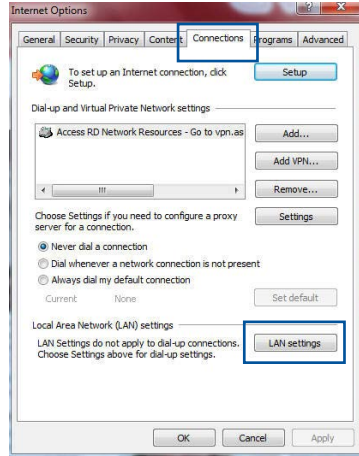 Internet Options
General Security Privacy Content Connections Programs Advanced
To set up an Internet connection, click Setup.
Setup
Dial-up and Virtual Private Network settings
Access RD Network Resources - Go to vpn.as
Add...
Add VPN...
Remove...
Choose Settings if you need to configure a proxy
server for a connection.
Settings
Never dial a connection
Dial whenever a network connection is not present
Always dial my default connection
Current None
Set default
Local Area Network (LAN) settings
LAN Settings do not apply to dial-up connections.
Choose Settings above for dial-up settings.
LAN settings
OK Cancel Apply